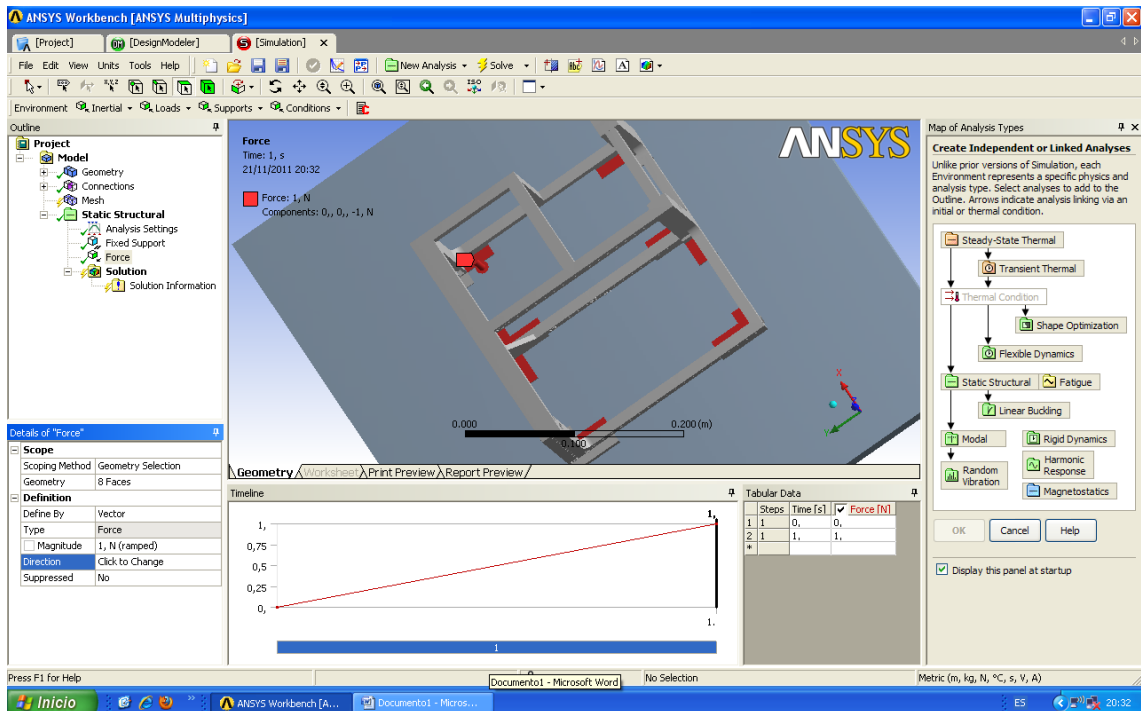 ANSYS Workbench [ANSYS Multiphysics]
[Project] [DesignModeler] [Simulation]
File Edit View Units Tools Help New Analysis Solve
Environment Inertial Loads Supports Conditions
Outline
Project
Model
Geometry
Connections
Mesh
Static Structural
Analysis Settings
Fixed Support
Force
Solution
Solution Information
Details of "Force"
Scope
Scoping Method Geometry Selection
Geometry 8 Faces
Definition
Define By Vector
Type Force
Magnitude 1, N (ramped)
Direction Click to Change
Suppressed No
Force
Time: 1, s
21/11/2011 20:32
Force: 1, N
Components: 0,, 0,, -1, N
ANSYS
X
Y
0.000 0.200 (m)
0.100
Geometry Worksheet Print Preview Report Preview
Timeline
1,
1,
0,75
0,5
0,25
0,
1.
1
Tabular Data
Steps Time [s] Force [N]
1 1 0, 0,
2 1 1, 1,
*
Map of Analysis Types
Create Independent or Linked Analyses
Unlike prior versions of Simulation, each
Environment represents a specific physics and
analysis type. Select analyses to add to the
Outline. Arrows indicate analysis linking via an
initial or thermal condition.
Steady-State Thermal
Transient Thermal
Thermal Condition
Shape Optimization
Flexible Dynamics
Static Structural Fatigue
Linear Buckling
Modal Rigid Dynamics
Random
Vibration
Harmonic
Response
Magnetostatics
OK Cancel Help
Display this panel at startup
Press F1 for Help No Selection Metric (m, kg, N, ºC, s, V, A)
Documento1 - Microsoft Word
Inicio ANSYS Workbench [A... Documento1 - Micros... ES 20:32